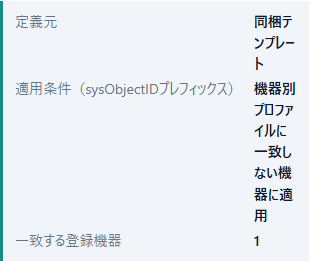 定義元 同梱テ
ンプレー
ト
適用条件（sysObjectIDプレフィックス） 機器別
プロファ
イルに
一致し
ない機
器に適
用
一致する登録機器 1